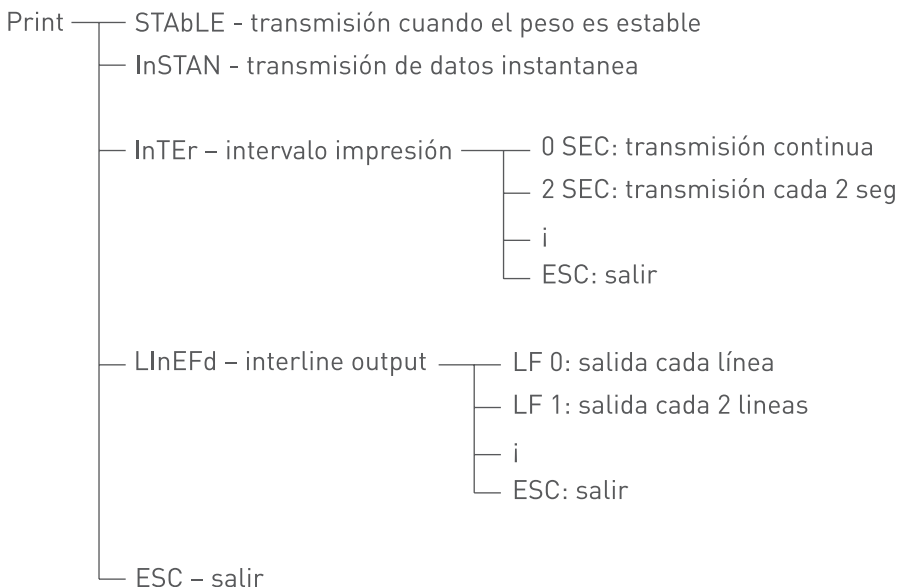 Print
STAbLE - transmisión cuando el peso es estable
InSTAN - transmisión de datos instantanea
InTEr – intervalo impresión
0 SEC: transmisión continua
2 SEC: transmisión cada 2 seg
i
ESC: salir
LInEFd – interline output
LF 0: salida cada línea
LF 1: salida cada 2 lineas
i
ESC: salir
ESC – salir